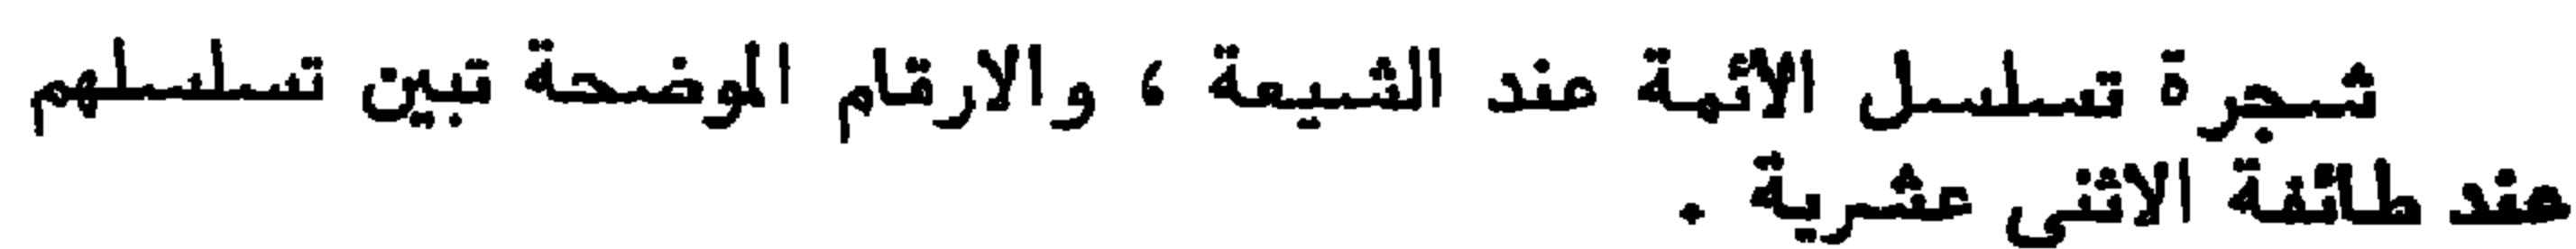 شجرة تسلسل الائمة عند الشيعة ، والارقام الموضحة تبين تسلسلهم
عند طائفة الاثنى عشرية .